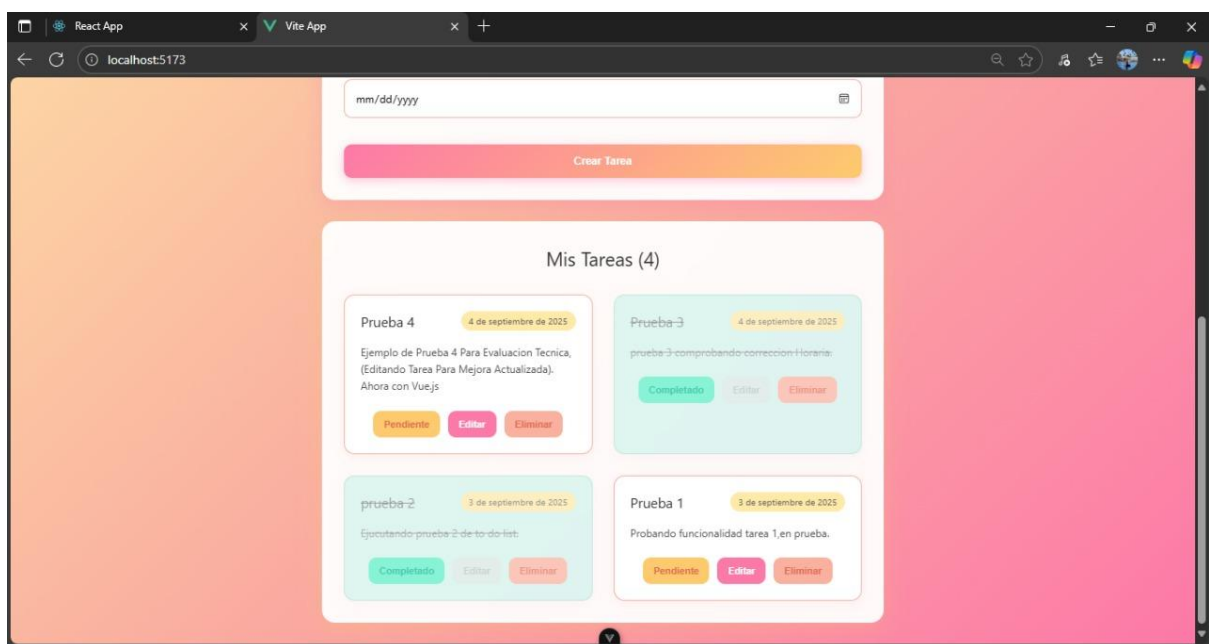 React App
Vite App
localhost:5173
mm/dd/yyyy
Crear Tarea
Mis Tareas (4)
Prueba 4
4 de septiembre de 2025
Ejemplo de Prueba 4 Para Evaluacion Tecnica,
(Editando Tarea Para Mejora Actualizada).
Ahora con Vue.js
Pendiente Editar Eliminar
Prueba 3
4 de septiembre de 2025
prueba 3 comprobando correccion Horaria.
Completado Editar Eliminar
prueba 2
3 de septiembre de 2025
Ejucutando prueba 2 de to do list.
Completado Editar Eliminar
Prueba 1
3 de septiembre de 2025
Probando funcionalidad tarea 1,en prueba.
Pendiente Editar Eliminar